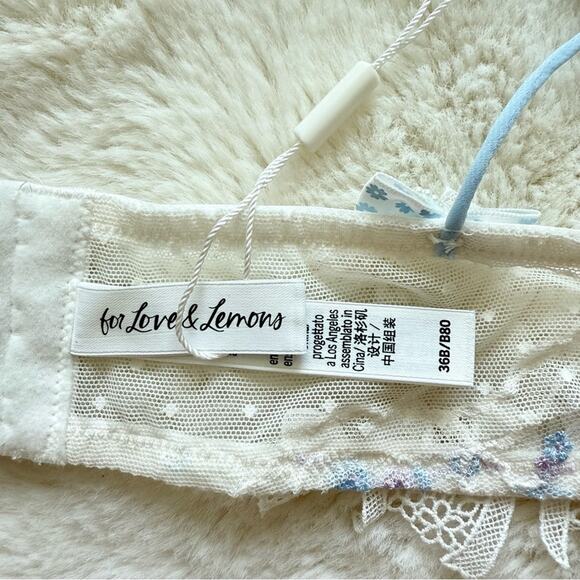 for Love & Lemons
progettato
a Los Angeles
assemblato in
Cina/ 洛杉矶
设计 /
中国组装
36B/B80